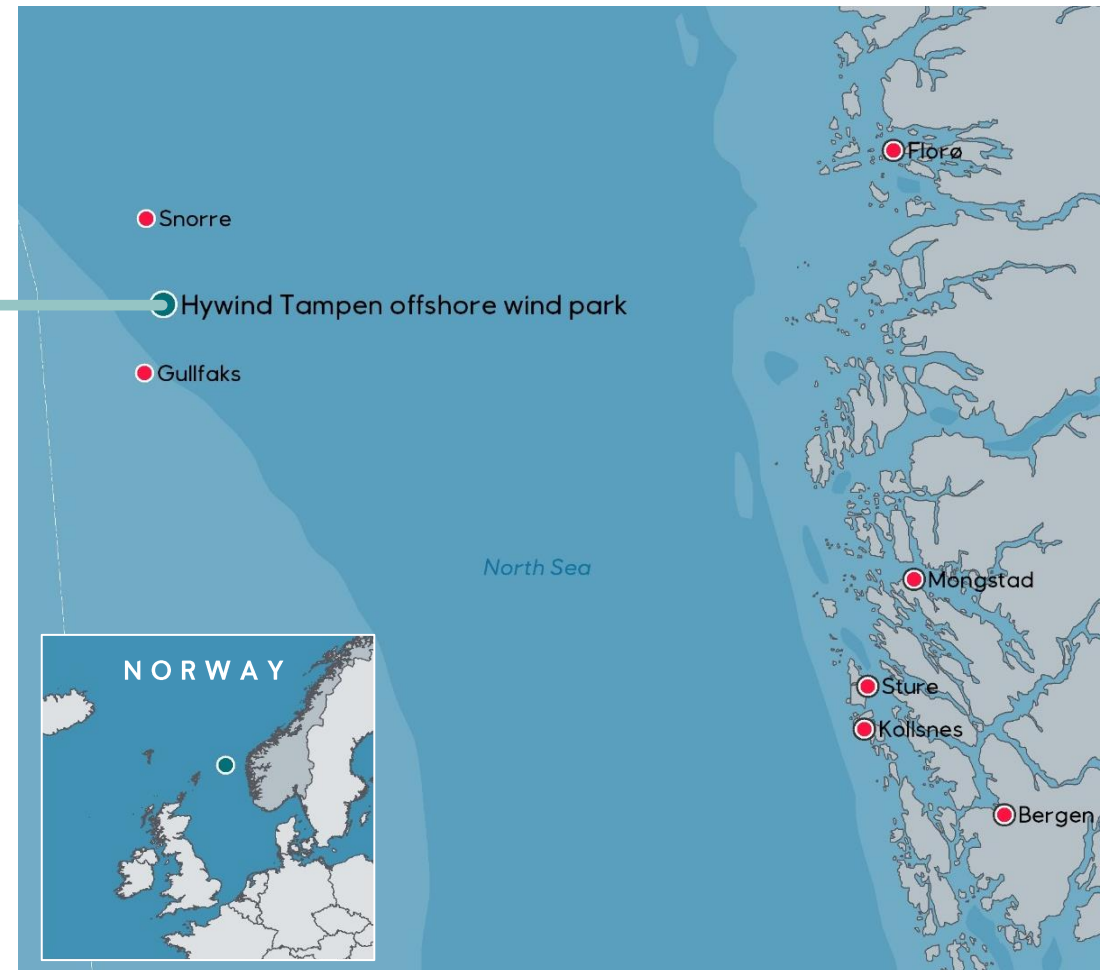 Florø
Snorre
Hywind Tampen offshore wind park
Gullfaks
North Sea
Mongstad
NORWAY
Sture
Kollsnes
Bergen